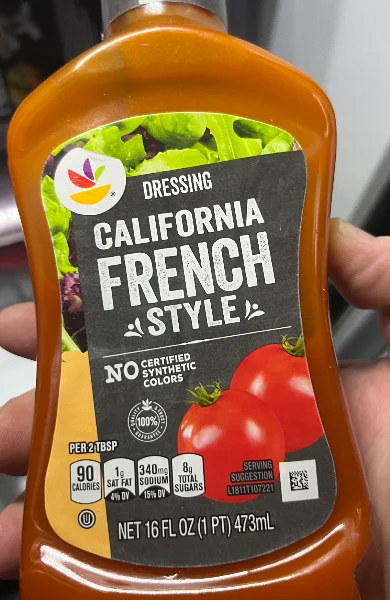 DRESSING
CALIFORNIA
FRENCH
STYLE
NO CERTIFIED
SYNTHETIC
COLORS
100%
PER 2 TBSP
90
CALORIES
1g
SAT FAT
4% DV
340mg
SODIUM
15% DV
8g
TOTAL
SUGARS
SERVING
SUGGESTION
L1811T107221
U
NET 16 FL OZ (1 PT) 473mL